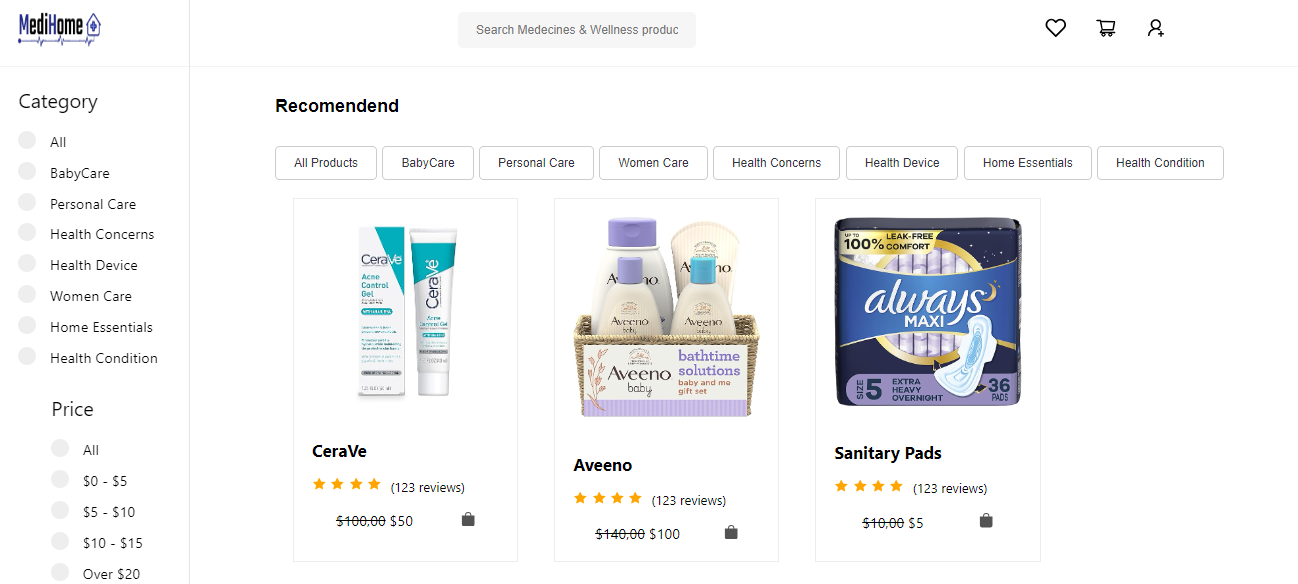 MediHome
Search Medecines & Wellness produc
Category
All
BabyCare
Personal Care
Health Concerns
Health Device
Women Care
Home Essentials
Health Condition
Price
All
$0 - $5
$5 - $10
$10 - $15
Over $20
Recomendend
All Products
BabyCare
Personal Care
Women Care
Health Concerns
Health Device
Home Essentials
Health Condition
CeraVe
Acne
Control
Gel
CeraVe
Acne
Control Gel
CeraVe
(123 reviews)
$100,00 $50
Aveeno
Aveeno
baby
Aveeno
baby
Aveeno
baby
bathtime
solutions
baby and me
gift set
Aveeno
(123 reviews)
$140,00 $100
UP TO
100%
LEAK-FREE
COMFORT
always
MAXI
SIZE
5
EXTRA
HEAVY
OVERNIGHT
36
PADS
Sanitary Pads
(123 reviews)
$10,00 $5